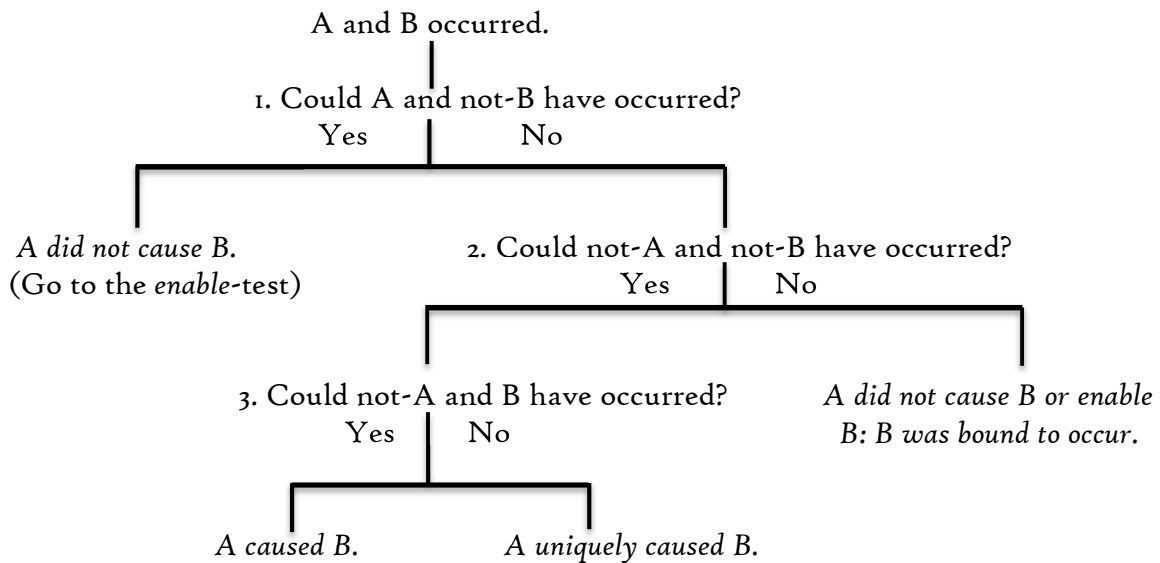 A and B occurred.
1. Could A and not-B have occurred?
Yes No
A did not cause B.
(Go to the enable-test)
2. Could not-A and not-B have occurred?
Yes No
3. Could not-A and B have occurred?
Yes No
A did not cause B or enable
B: B was bound to occur.
A caused B.
A uniquely caused B.